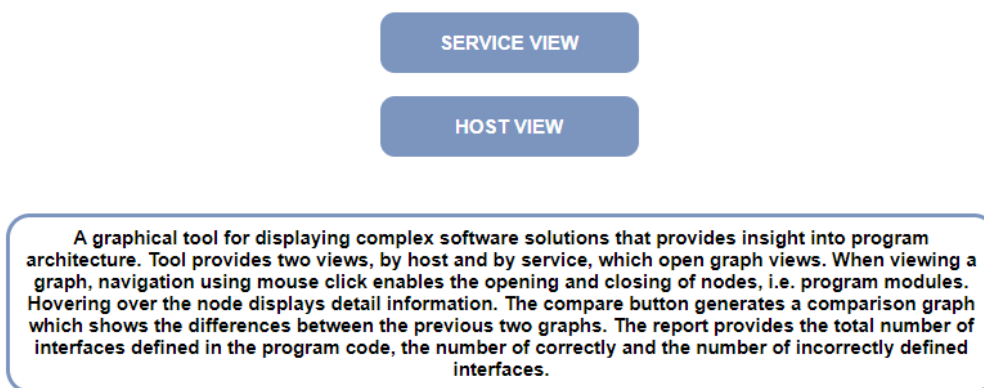 SERVICE VIEW
HOST VIEW
A graphical tool for displaying complex software solutions that provides insight into program
architecture. Tool provides two views, by host and by service, which open graph views. When viewing a
graph, navigation using mouse click enables the opening and closing of nodes, i.e. program modules.
Hovering over the node displays detail information. The compare button generates a comparison graph
which shows the differences between the previous two graphs. The report provides the total number of
interfaces defined in the program code, the number of correctly and the number of incorrectly defined
interfaces.